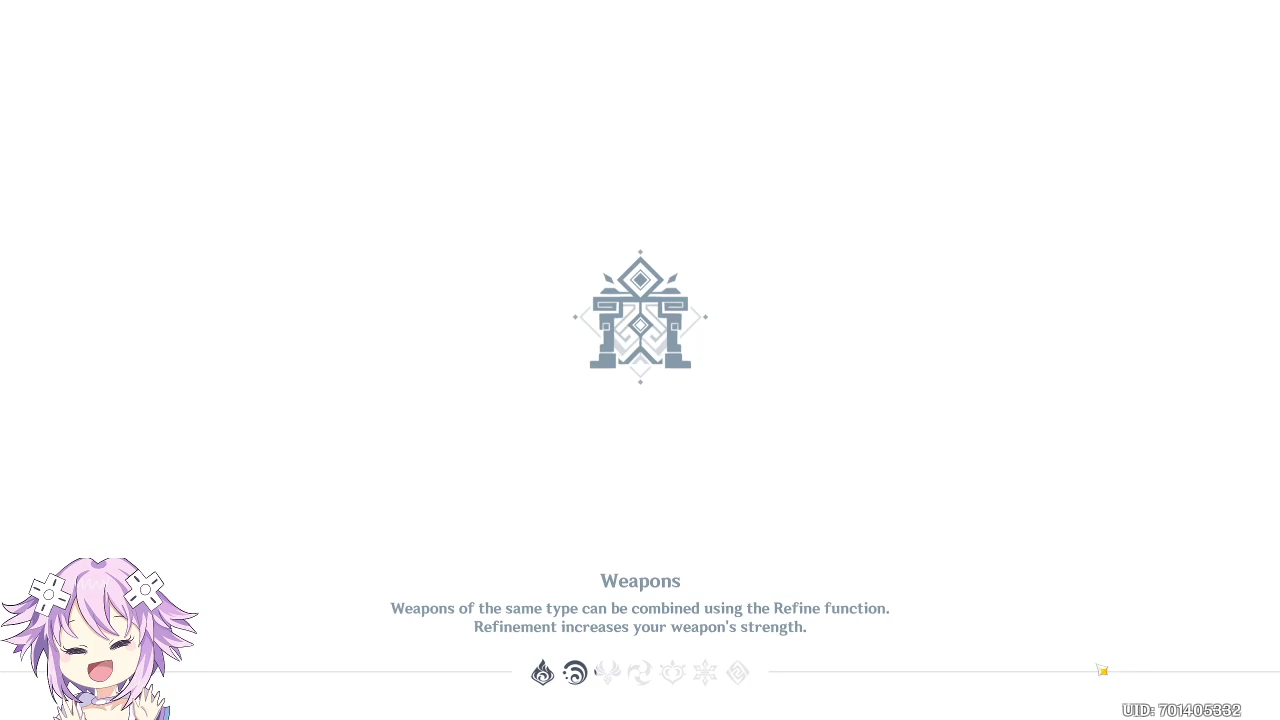 Weapons
Weapons of the same type can be combined using the Refine function.
Refinement increases your weapon's strength.
UID: 701405332